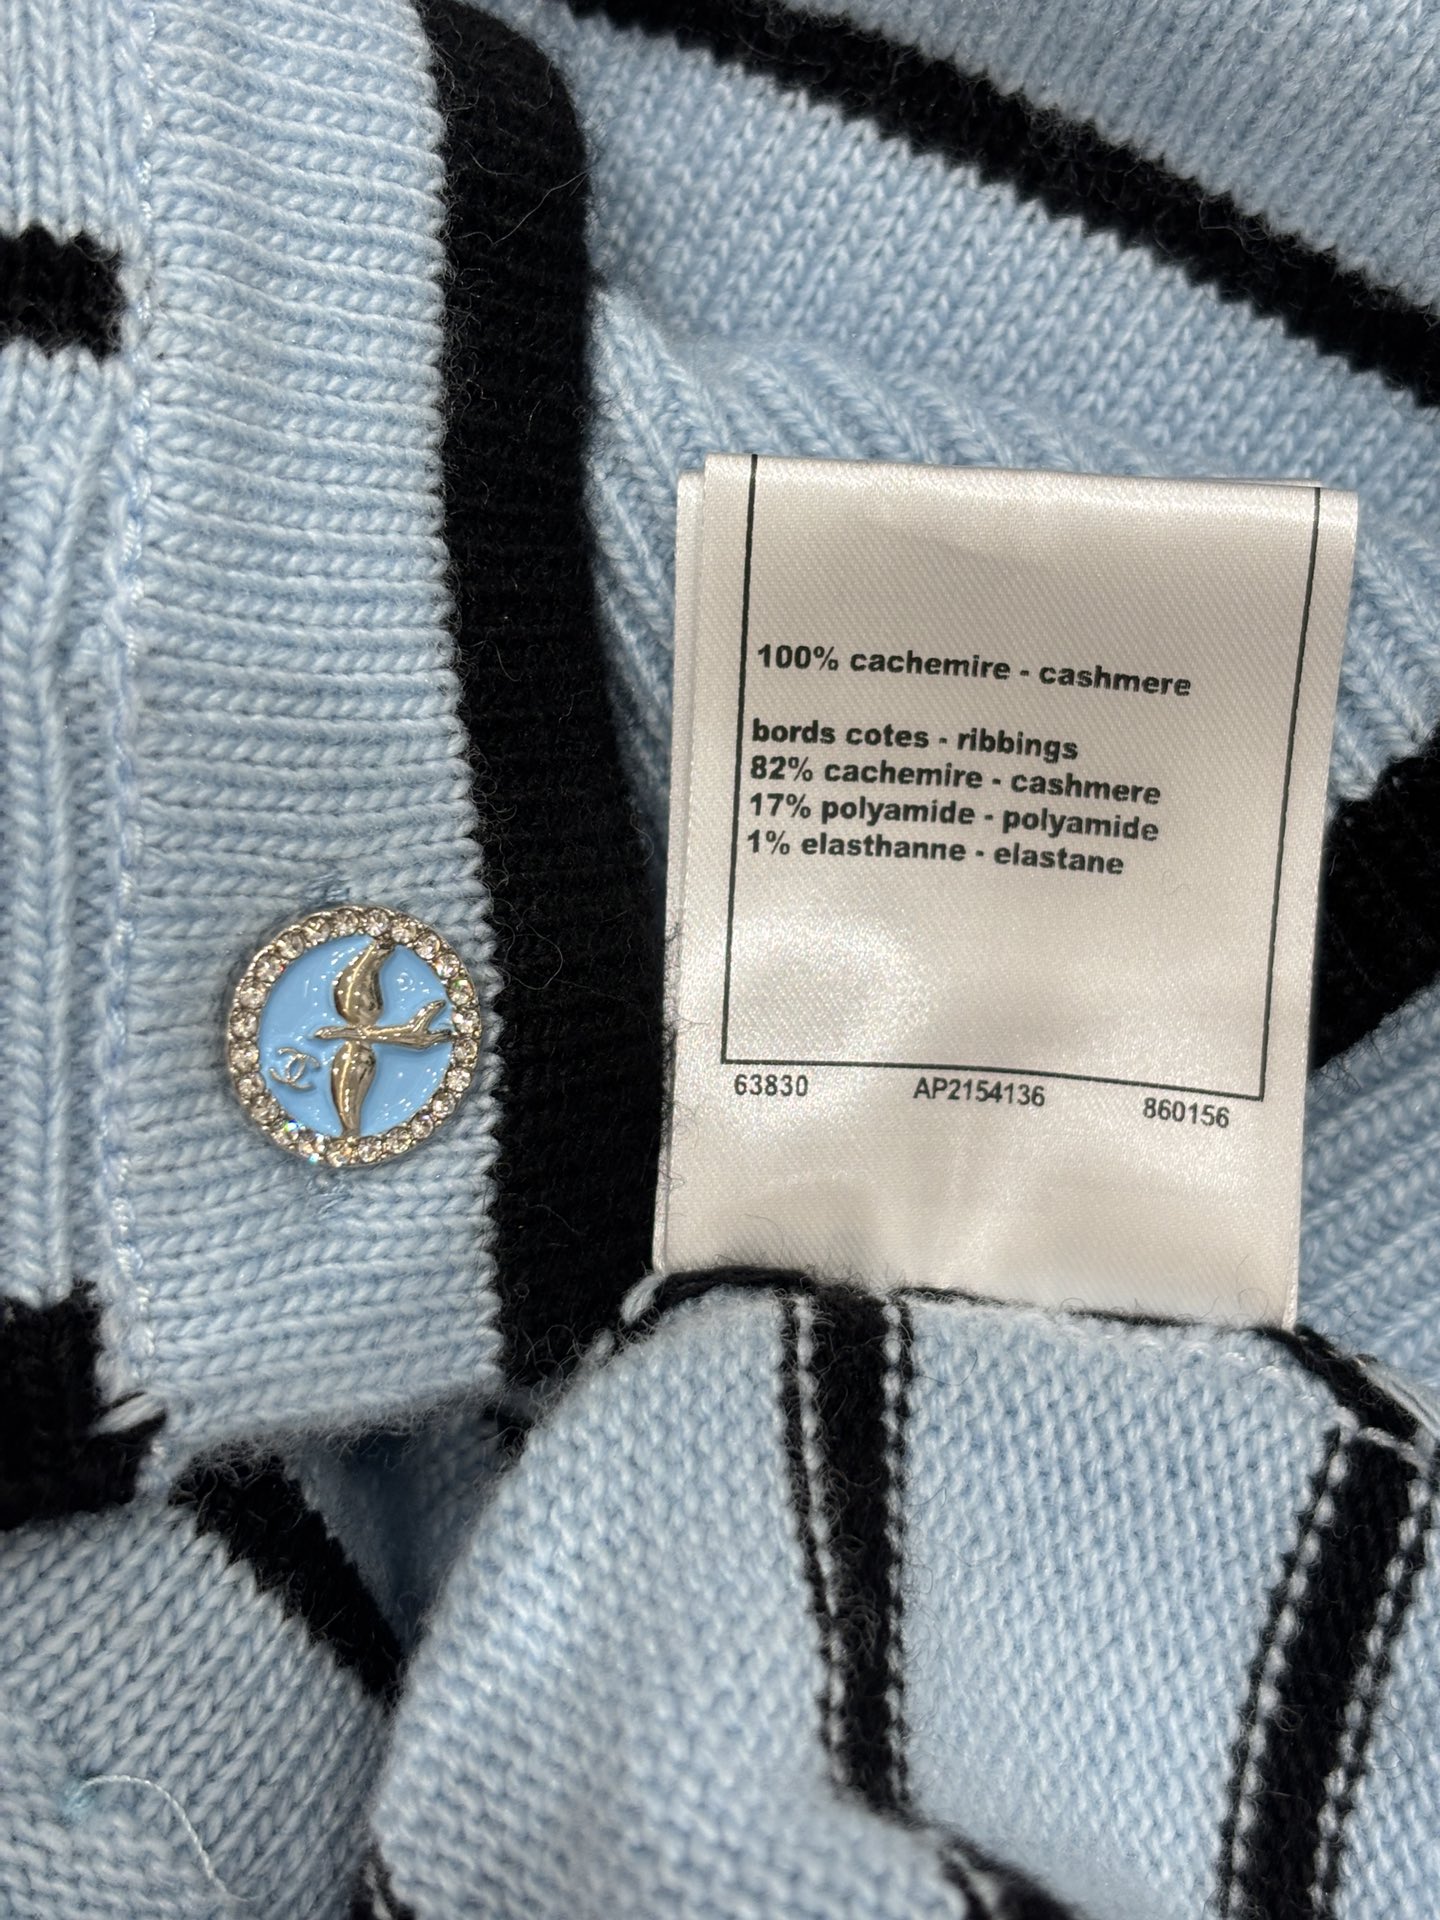 100% cachemire - cashmere
bords cotes - ribbings
82% cachemire - cashmere
17% polyamide - polyamide
1% elasthanne - elastane
63830 AP2154136 860156